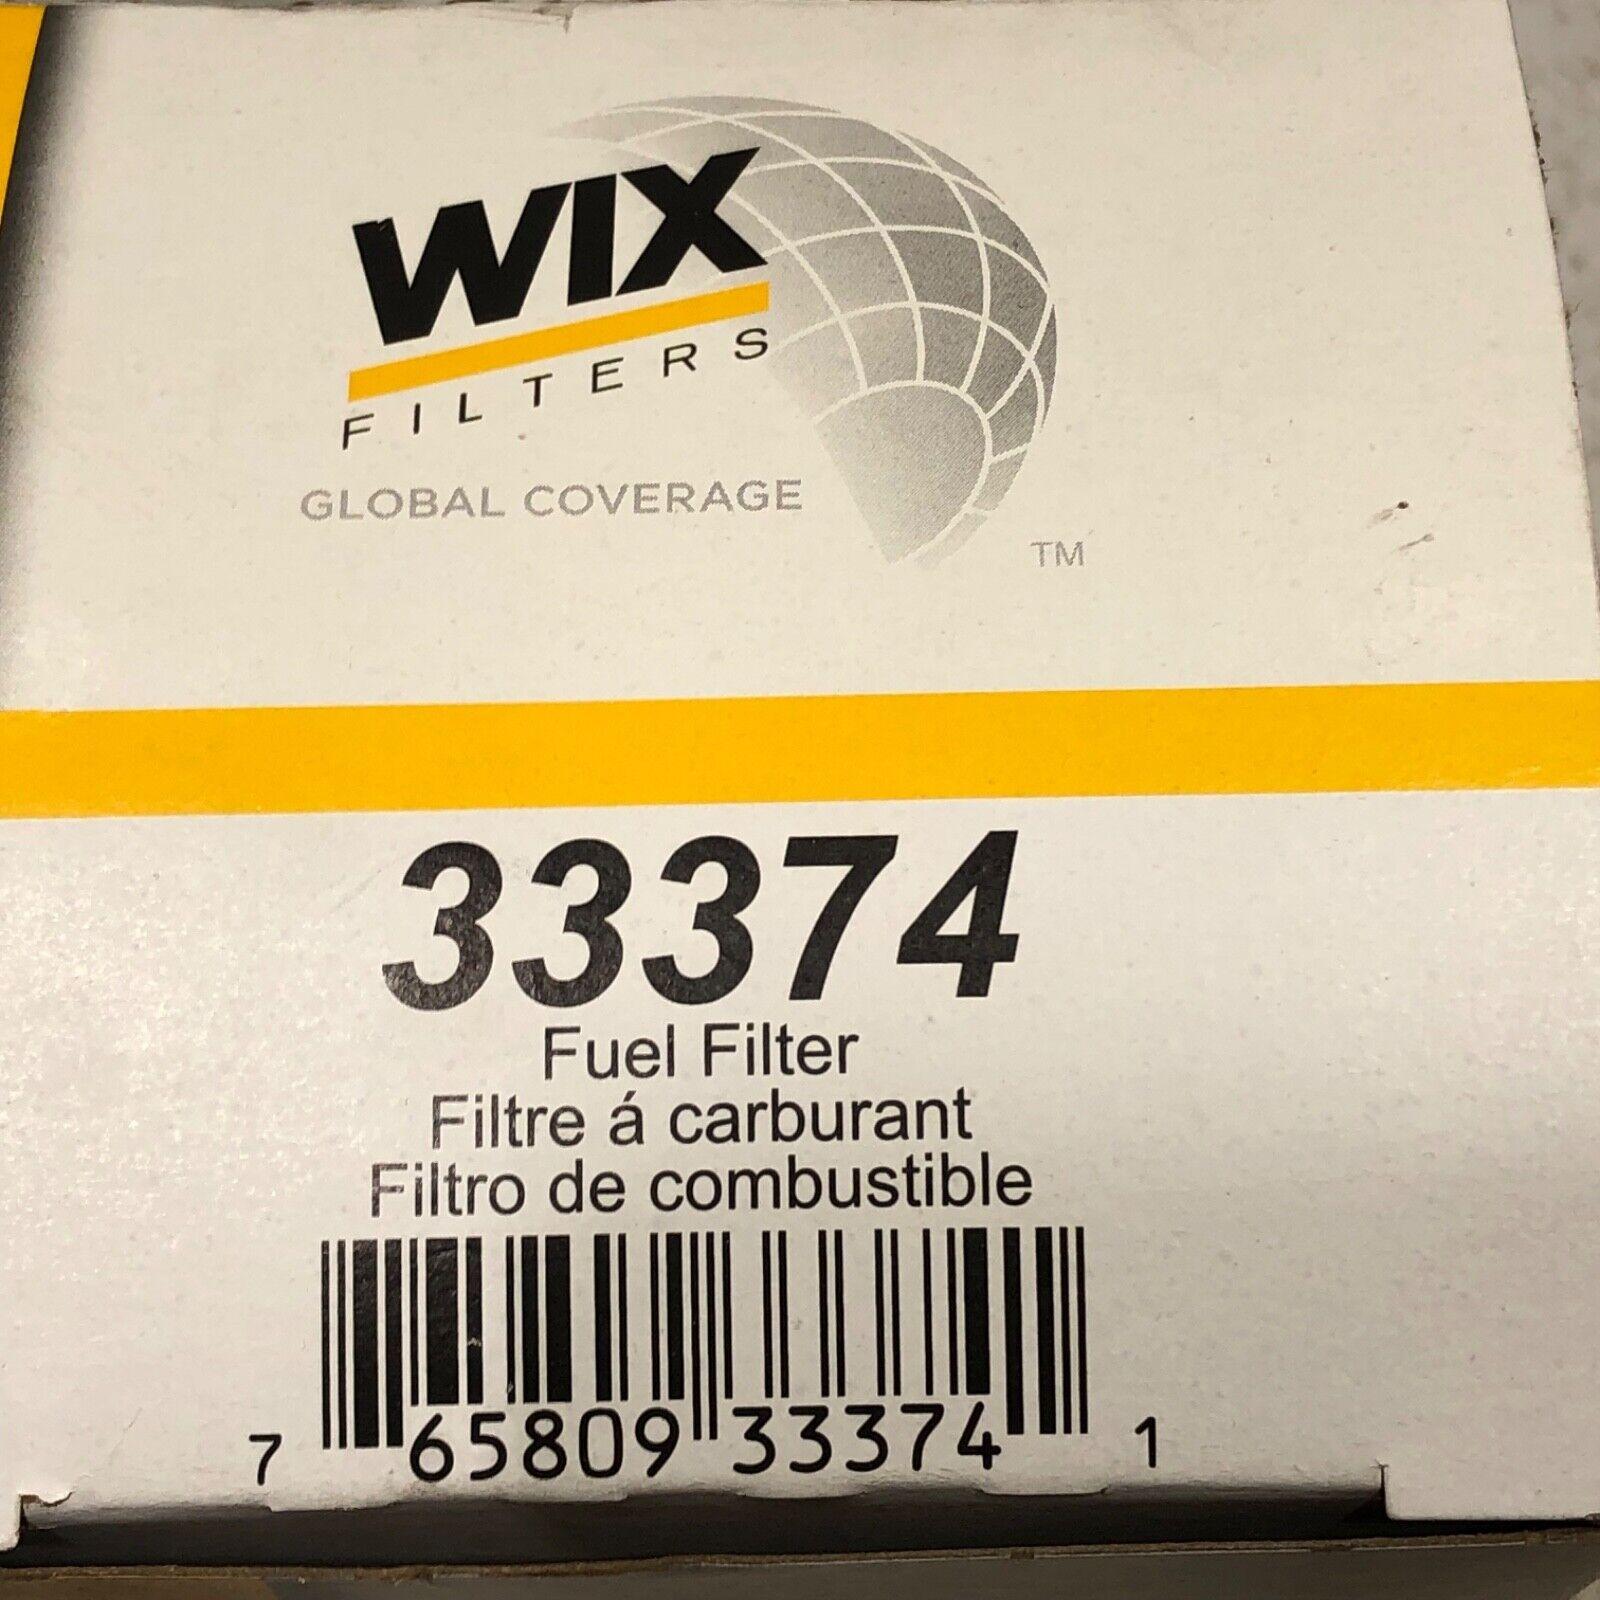 WIX
FILTERS
GLOBAL COVERAGE
TM
33374
Fuel Filter
Filtre á carburant
Filtro de combustible
7 65809 33374 1